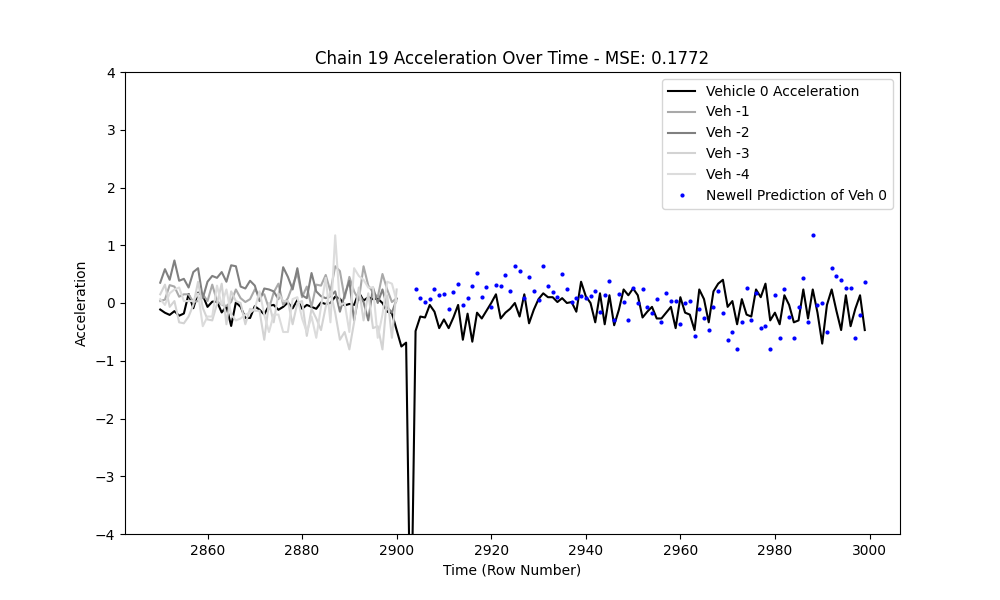 Chain 19 Acceleration Over Time - MSE: 0.1772
4
3
2
1
0
−1
−2
−3
−4
Acceleration
Vehicle 0 Acceleration
Veh -1
Veh -2
Veh -3
Veh -4
Newell Prediction of Veh 0
2860
2880
2900
2920
2940
2960
2980
3000
Time (Row Number)